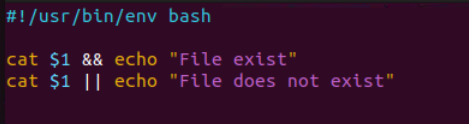 #!/usr/bin/env bash
cat $1 && echo "File exist"
cat $1 || echo "File does not exist"